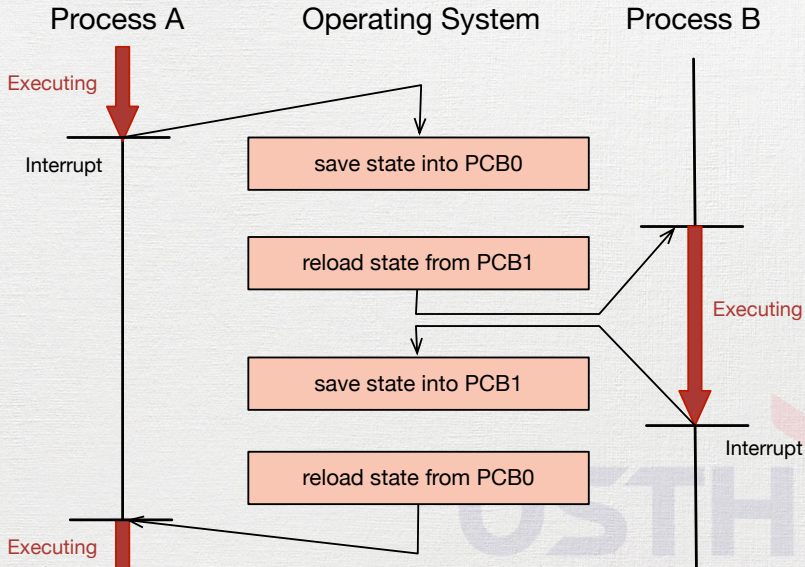 Process A
Operating System
Process B
Executing
Interrupt
save state into PCB0
reload state from PCB1
Executing
save state into PCB1
Interrupt
reload state from PCB0
Executing
USTH